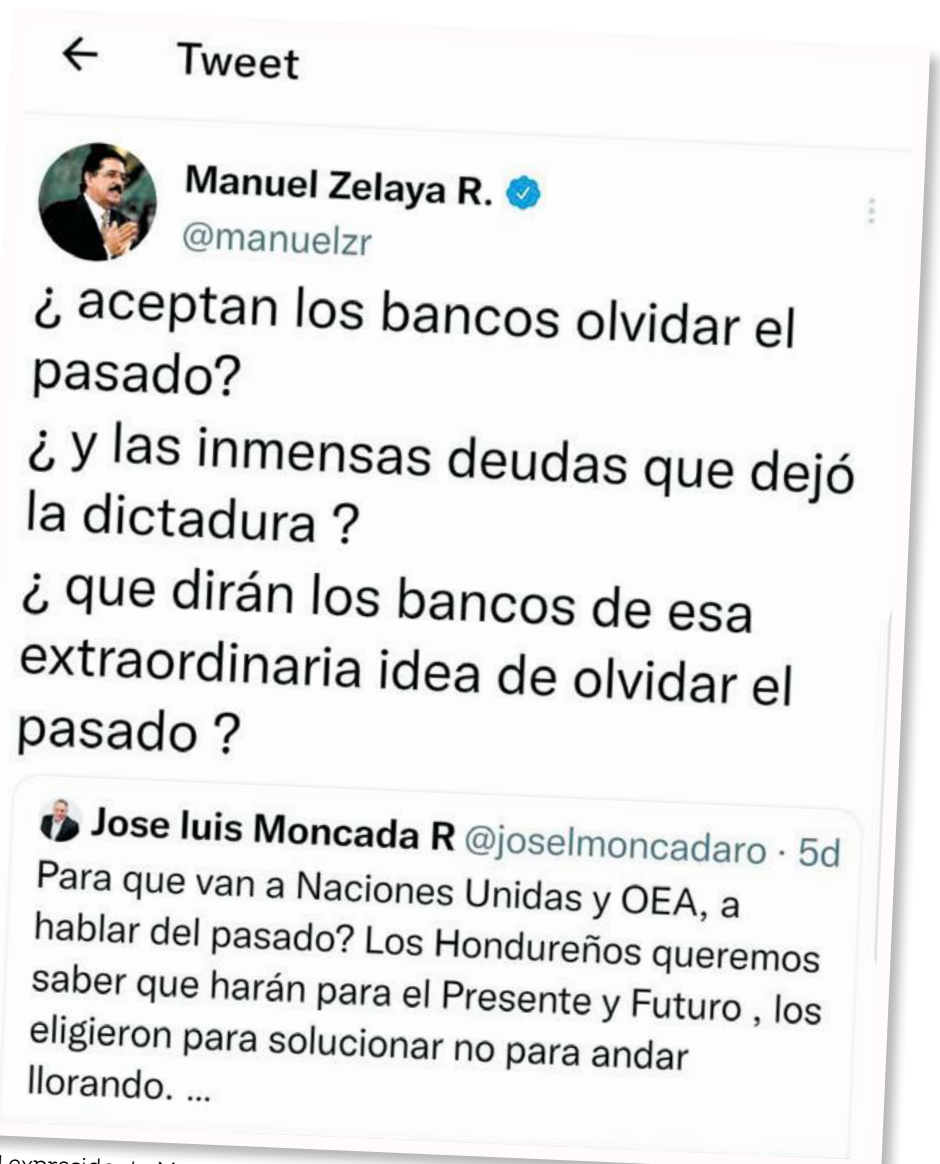 Tweet
Manuel Zelaya R.
@manuelzr
¿ aceptan los bancos olvidar el
pasado?
¿ y las inmensas deudas que dejó
la dictadura ?
¿ que dirán los bancos de esa
extraordinaria idea de olvidar el
pasado ?
Jose luis Moncada R @joselmoncadaro · 5d
Para que van a Naciones Unidas y OEA, a
hablar del pasado? Los Hondureños queremos
saber que harán para el Presente y Futuro , los
eligieron para solucionar no para andar
llorando. ...